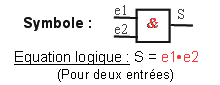 Symbole :
e1
e2
&
S
Equation logique : S = e1•e2
(Pour deux entrées)